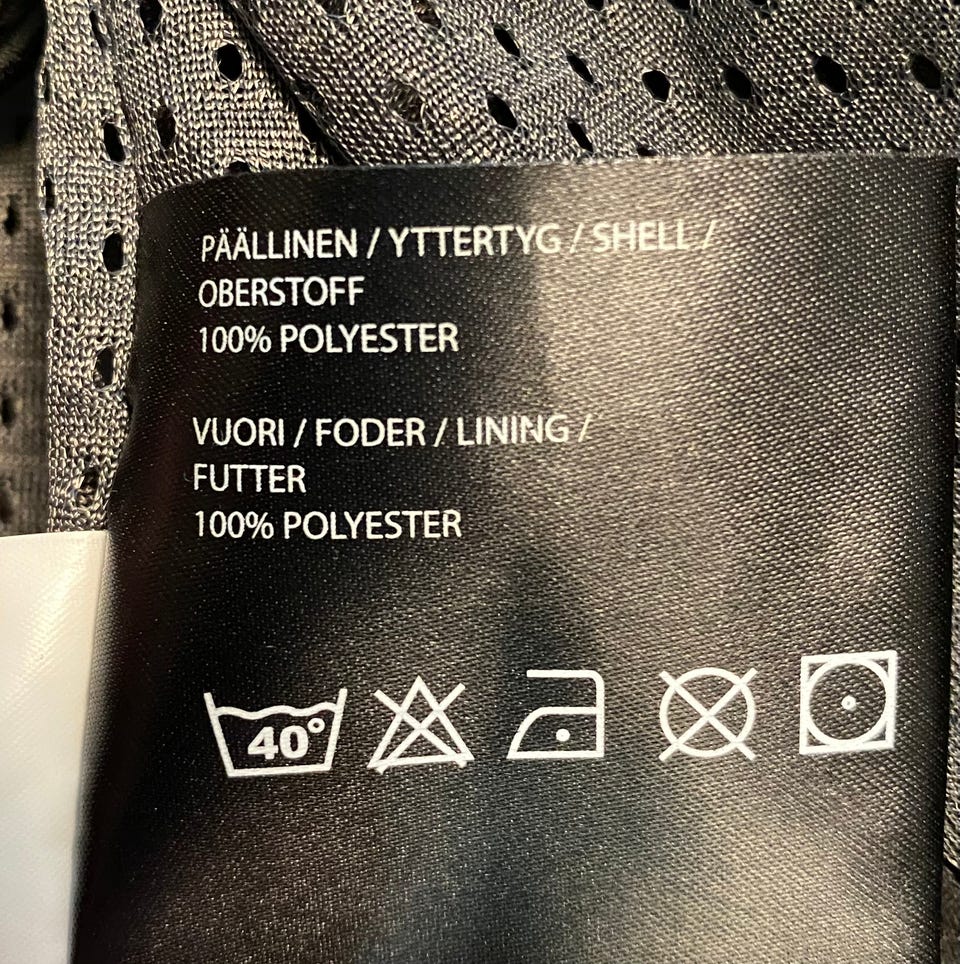 PÄÄLLINEN / YTTERTYG / SHELL /
OBERSTOFF
100% POLYESTER
VUORI / FODER / LINING /
FUTTER
100% POLYESTER
40°